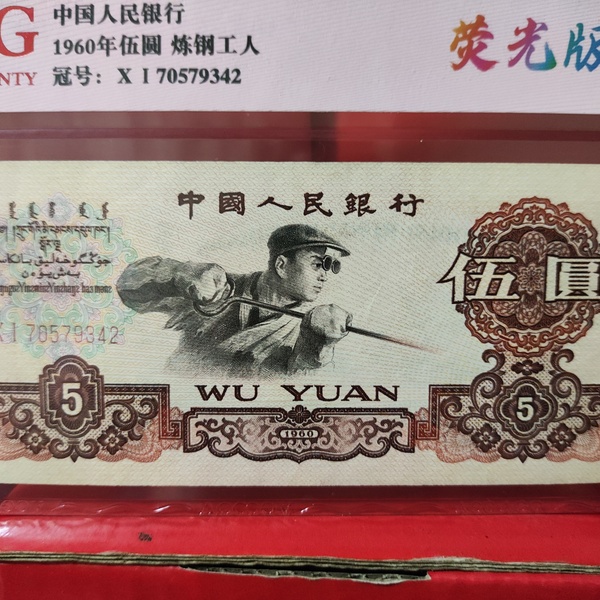 G
NTY
中国人民银行
1960年伍圆 炼钢工人
冠号: X I 70579342
荧光版
中國人民銀行
X I 70579342
伍圓
5
WU YUAN
5
1960